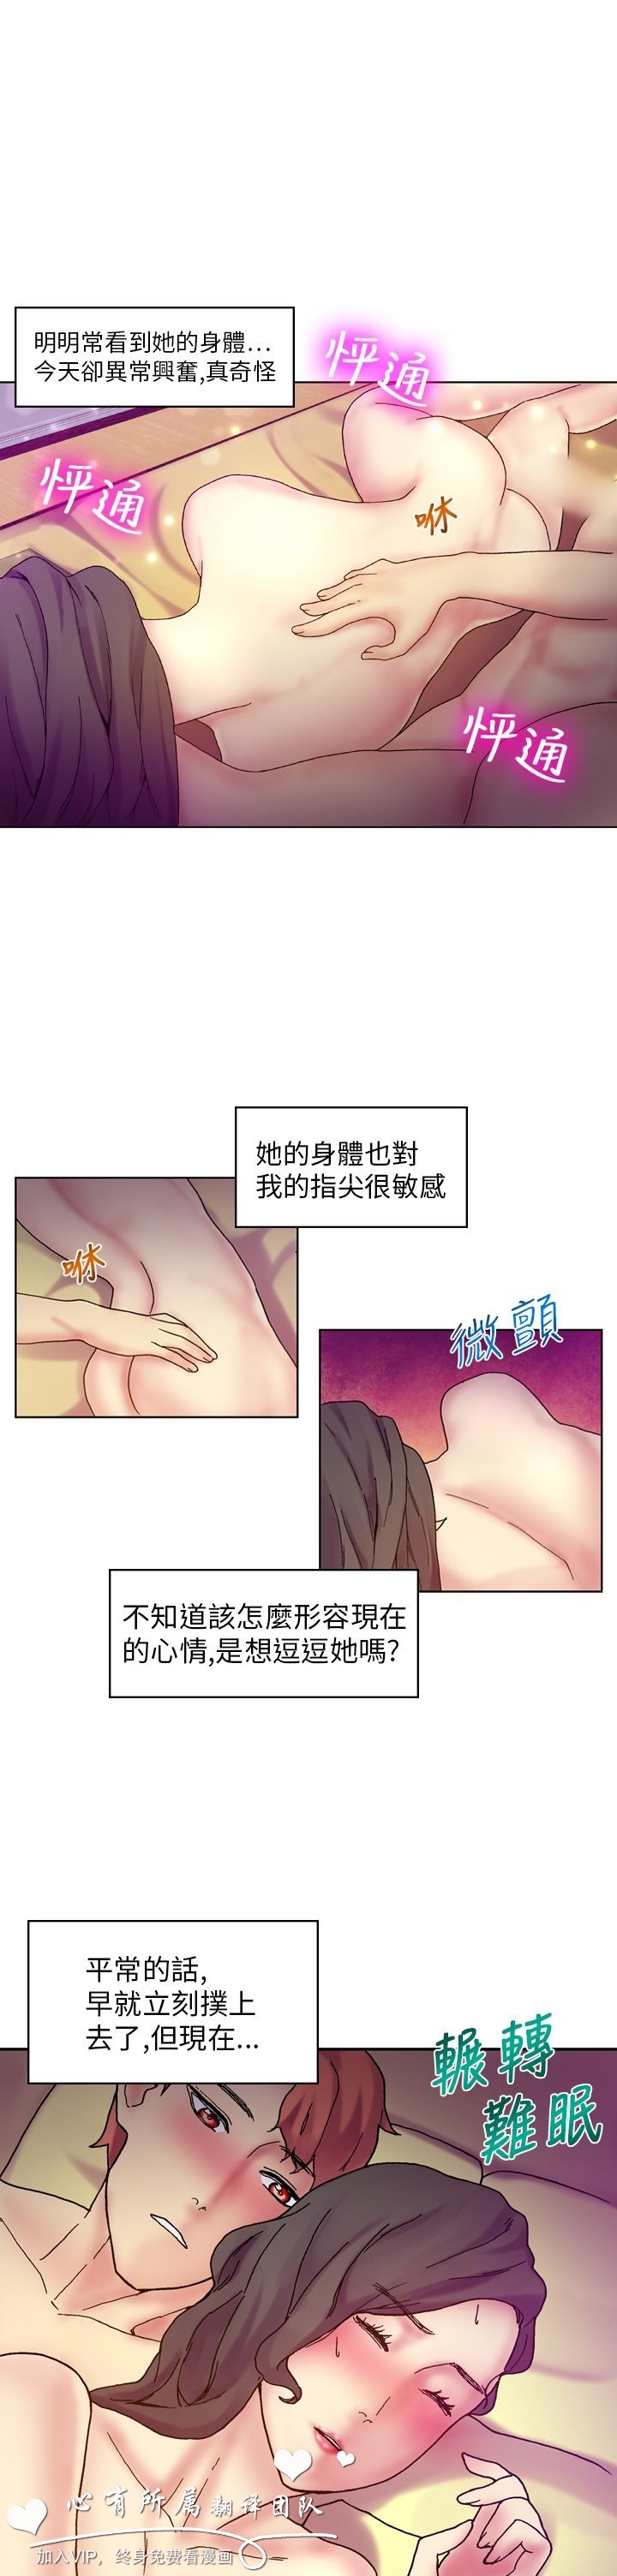 明明常看到她的身體...
今天卻異常興奮,真奇怪
怦通
怦通
咻
怦通
她的身體也對
我的指尖很敏感
咻
微顫
不知道該怎麼形容現在
的心情,是想逗逗她嗎?
平常的話,
早就立刻撲上
去了,但現在...
輾轉
難眠
心有所属翻译团队
加入VIP，终身免费看漫画